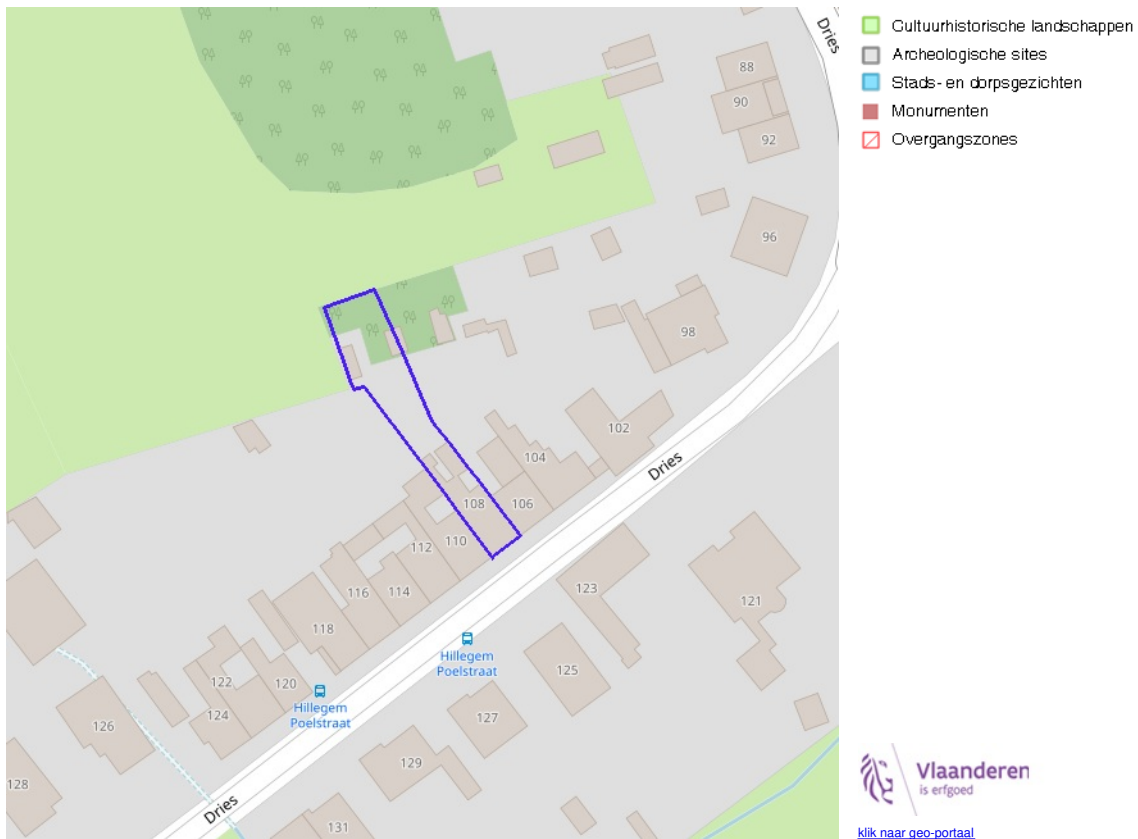 Dries
88
90
92
96
98
102
104
106
108
110
112
114
116
118
120
122
124
126
128
Dries
Dries
123
121
125
127
129
131
Hillegem
Poelstraat
Hillegem
Poelstraat
Cultuurhistorische landschappen
Archeologische sites
Stads- en dorpsgezichten
Monumenten
Overgangszones
Vlaanderen
is erfgoed
klik naar geo-portaal